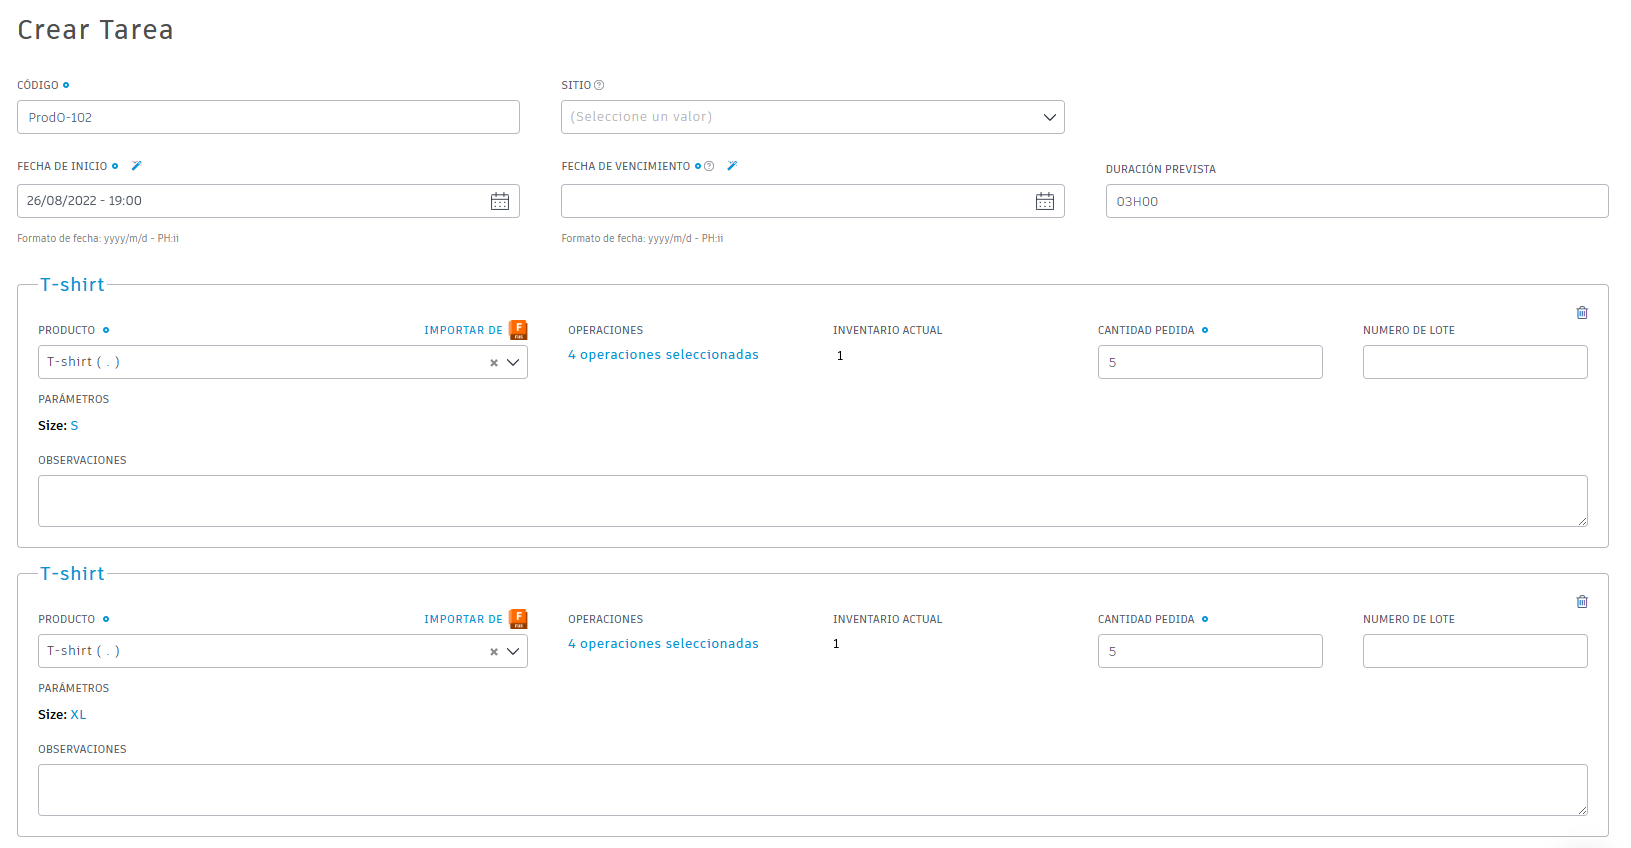 Crear Tarea
CÓDIGO
SITIO
ProdO-102
(Seleccione un valor)
FECHA DE INICIO
FECHA DE VENCIMIENTO
DURACIÓN PREVISTA
26/08/2022 - 19:00
03H00
Formato de fecha: yyyy/m/d - PH:ii
Formato de fecha: yyyy/m/d - PH:ii
T-shirt
PRODUCTO
IMPORTAR DE
OPERACIONES
INVENTARIO ACTUAL
CANTIDAD PEDIDA
NUMERO DE LOTE
T-shirt ( . )
4 operaciones seleccionadas
1
5
PARÁMETROS
Size: S
OBSERVACIONES
T-shirt
PRODUCTO
IMPORTAR DE
OPERACIONES
INVENTARIO ACTUAL
CANTIDAD PEDIDA
NUMERO DE LOTE
T-shirt ( . )
4 operaciones seleccionadas
1
5
PARÁMETROS
Size: XL
OBSERVACIONES